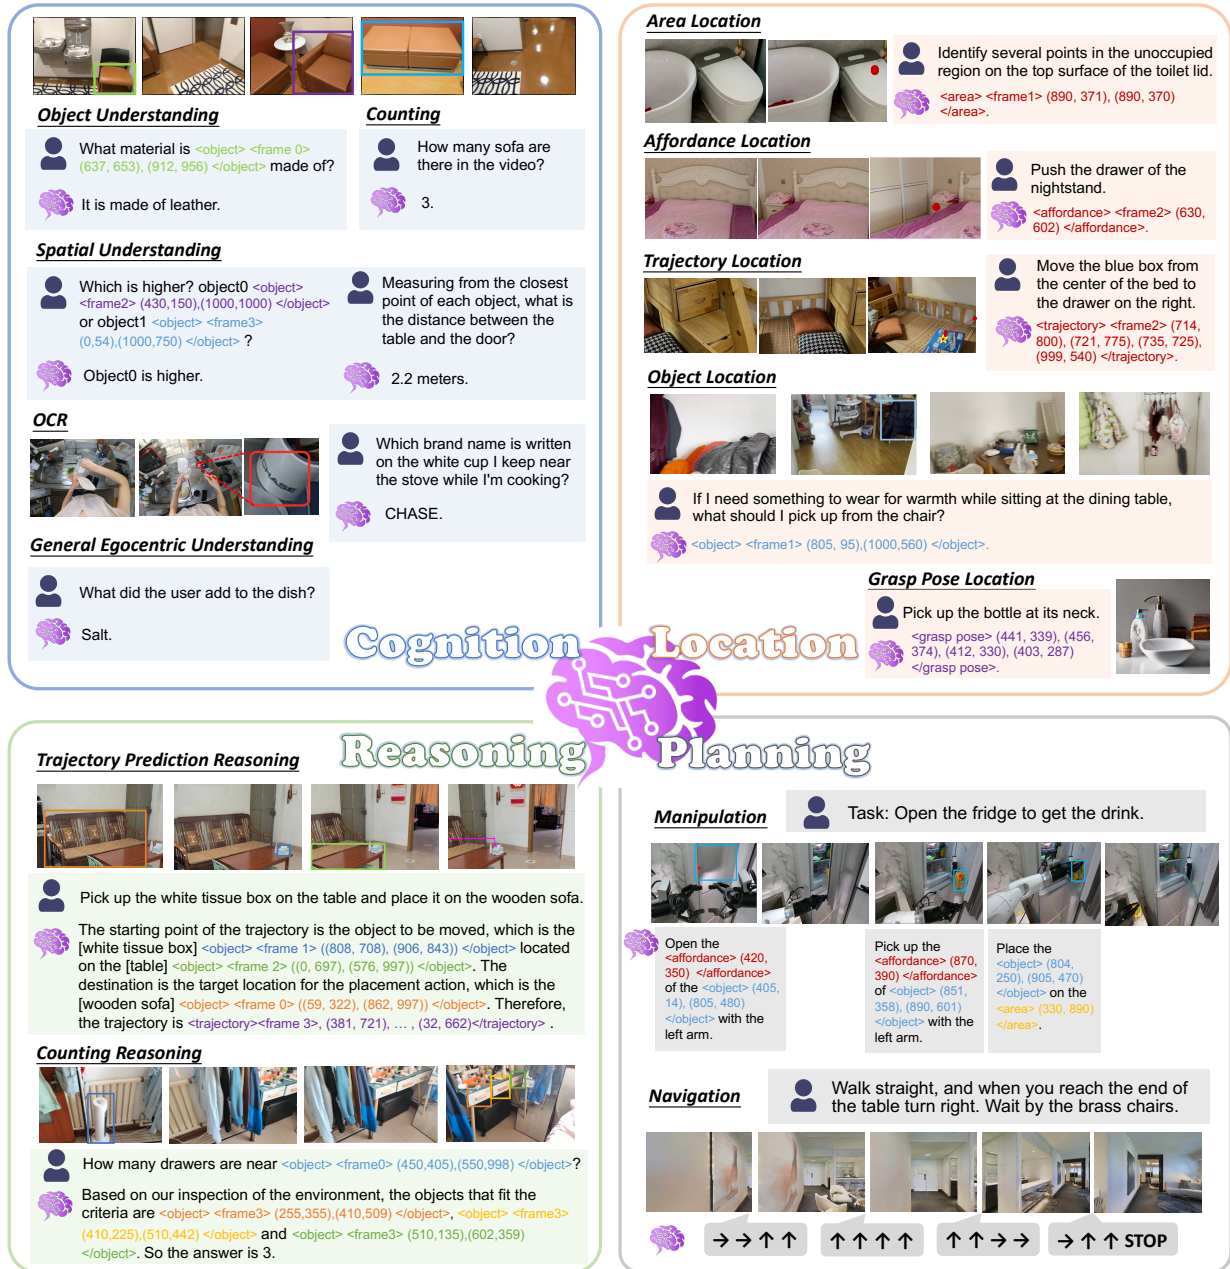 Object Understanding
What material is <object> <frame 0>
(637, 653), (912, 956) </object> made of?
It is made of leather.
Counting
How many sofa are
there in the video?
3.
Spatial Understanding
Which is higher? object0 <object>
<frame2> (430,150),(1000,1000) </object>
or object1 <object> <frame3>
(0,54),(1000,750) </object> ?
Object0 is higher.
Measuring from the closest
point of each object, what is
the distance between the
table and the door?
2.2 meters.
OCR
Which brand name is written
on the white cup I keep near
the stove while I'm cooking?
CHASE.
General Egocentric Understanding
What did the user add to the dish?
Salt.
Cognition
Area Location
Identify several points in the unoccupied
region on the top surface of the toilet lid.
<area> <frame1> (890, 371), (890, 370)
</area>.
Affordance Location
Push the drawer of the
nightstand.
<affordance> <frame2> (630,
602) </affordance>.
Trajectory Location
Move the blue box from
the center of the bed to
the drawer on the right.
<trajectory> <frame2> (714,
800), (721, 775), (735, 725),
(999, 540) </trajectory>.
Object Location
If I need something to wear for warmth while sitting at the dining table,
what should I pick up from the chair?
<object> <frame1> (805, 95),(1000,560) </object>.
Grasp Pose Location
Pick up the bottle at its neck.
<grasp pose> (441, 339), (456,
374), (412, 330), (403, 287)
</grasp pose>.
Location
Reasoning
Trajectory Prediction Reasoning
Pick up the white tissue box on the table and place it on the wooden sofa.
The starting point of the trajectory is the object to be moved, which is the
[white tissue box] <object> <frame 1> ((808, 708), (906, 843)) </object> located
on the [table] <object> <frame 2> ((0, 697), (576, 997)) </object>. The
destination is the target location for the placement action, which is the
[wooden sofa] <object> <frame 0> ((59, 322), (862, 997)) </object>. Therefore,
the trajectory is <trajectory><frame 3>, (381, 721), ... , (32, 662)</trajectory> .
Counting Reasoning
How many drawers are near <object> <frame0> (450,405),(550,998) </object>?
Based on our inspection of the environment, the objects that fit the
criteria are <object> <frame3> (255,355),(410,509) </object>, <object> <frame3>
(410,225),(510,442) </object> and <object> <frame3> (510,135),(602,359)
</object>. So the answer is 3.
Planning
Manipulation
Task: Open the fridge to get the drink.
Open the
<affordance> (420,
350) </affordance>
of the <object> (405,
14), (805, 480)
</object> with the
left arm.
Pick up the
<affordance> (870,
390) </affordance>
of <object> (851,
358), (890, 601)
</object> with the
left arm.
Place the
<object> (804,
250), (905, 470)
</object> on the
<area> (330, 890)
</area>.
Navigation
Walk straight, and when you reach the end of
the table turn right. Wait by the brass chairs.
→ → ↑ ↑
↑ ↑ ↑ ↑
↑ ↑ → →
→ ↑ ↑ STOP